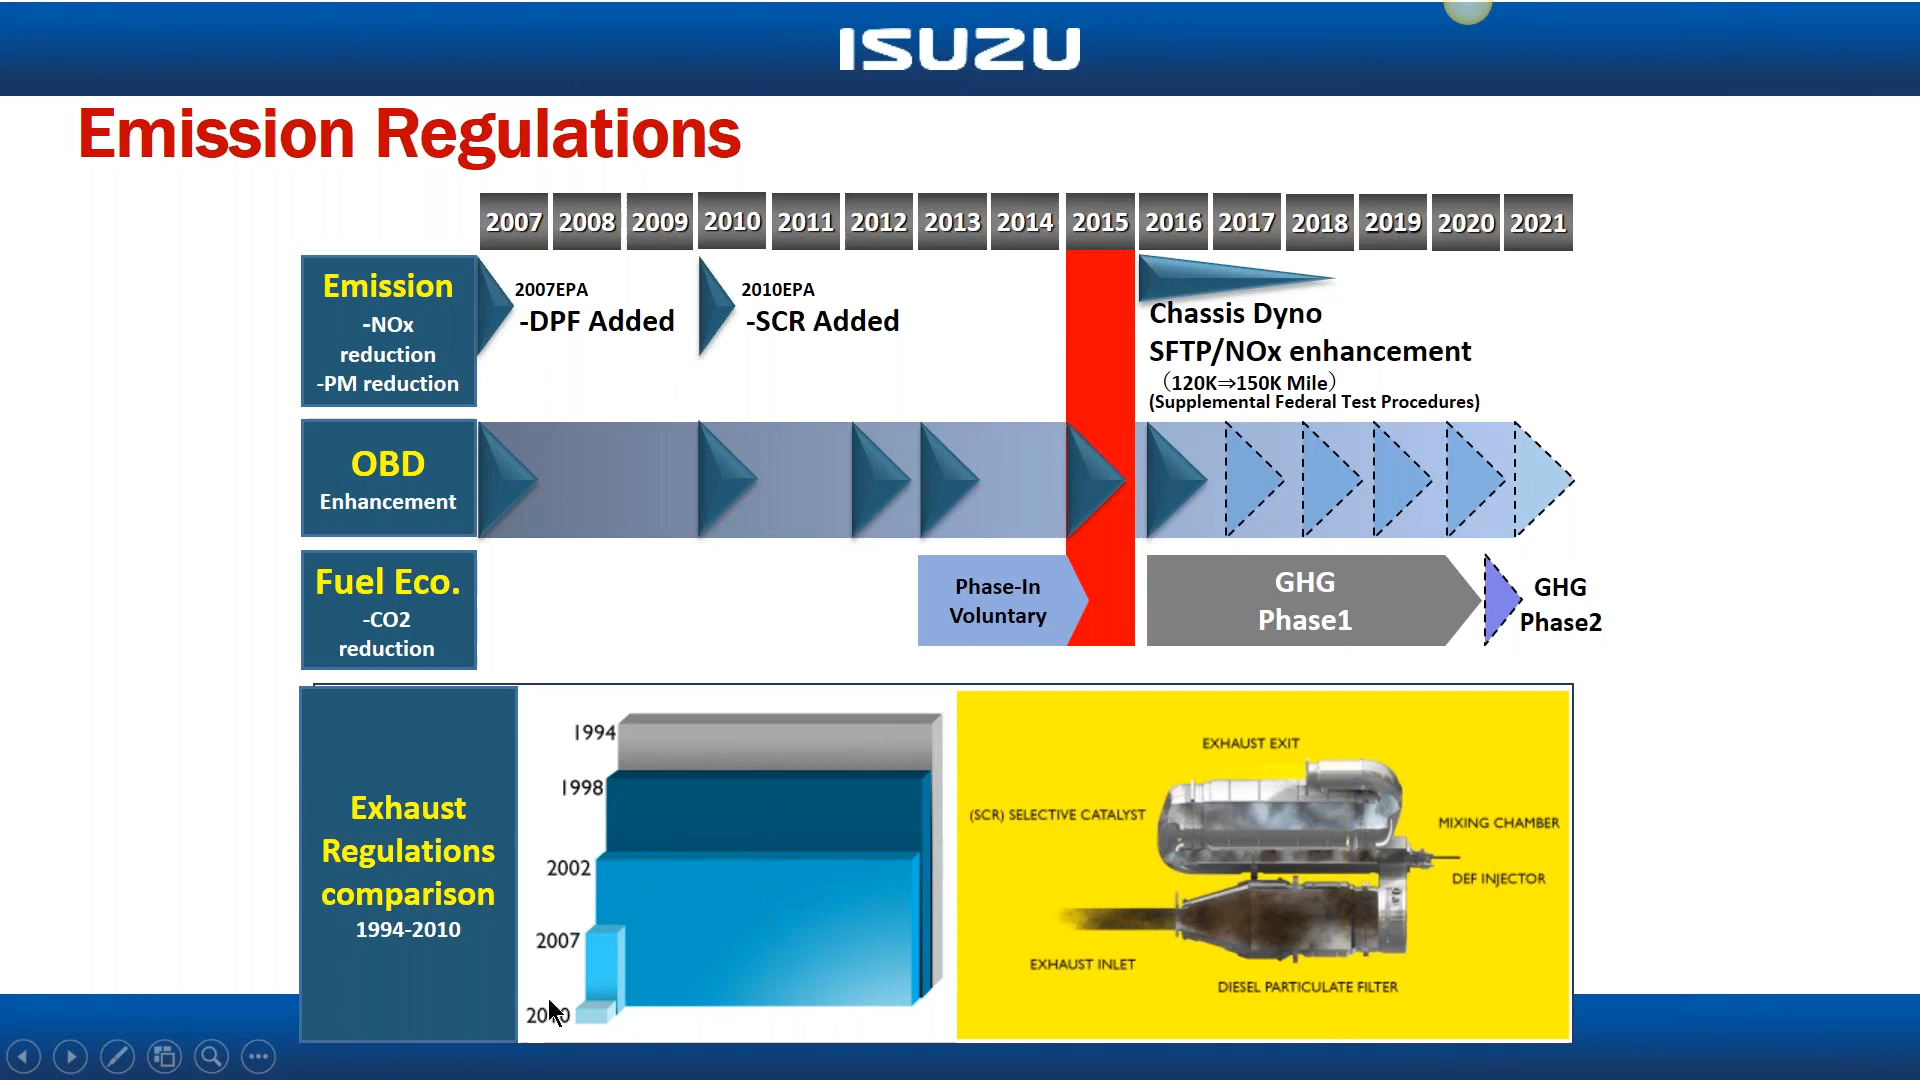 ISUZU
Emission Regulations
2007 2008 2009 2010 2011 2012 2013 2014 2015 2016 2017 2018 2019 2020 2021
Emission
-NOx
reduction
-PM reduction
2007EPA
-DPF Added
2010EPA
-SCR Added
Chassis Dyno
SFTP/NOx enhancement
（120K⇒150K Mile）
(Supplemental Federal Test Procedures)
OBD
Enhancement
Fuel Eco.
-CO2
reduction
Phase-In
Voluntary
GHG
Phase1
GHG
Phase2
Exhaust
Regulations
comparison
1994-2010
1994
1998
2002
2007
EXHAUST EXIT
(SCR) SELECTIVE CATALYST
MIXING CHAMBER
DEF INJECTOR
EXHAUST INLET
DIESEL PARTICULATE FILTER